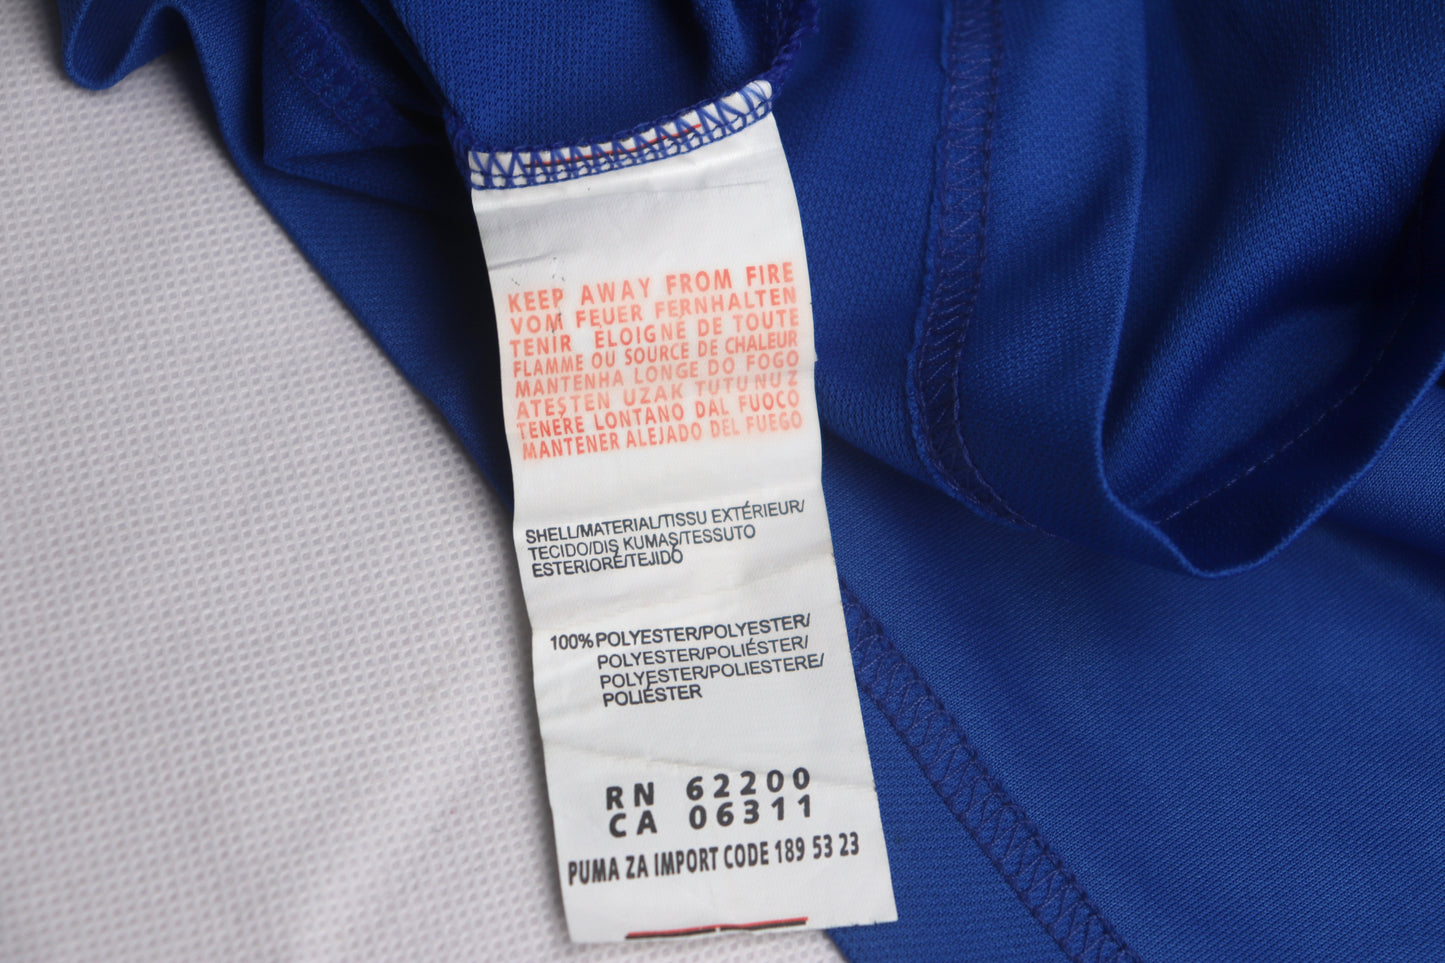 KEEP AWAY FROM FIRE
VOM FEUER FERNHALTEN
TENIR ÉLOIGNÉ DE TOUTE
FLAMME OU SOURCE DE CHALEUR
MANTENHA LONGE DO FOGO
ATEŞTEN UZAK TUTUNUZ
TENERE LONTANO DAL FUOCO
MANTENER ALEJADO DEL FUEGO
SHELL/MATERIAL/TISSU EXTÉRIEUR/
TECIDO/DIŞ KUMAŞ/TESSUTO
ESTERIORE/TEJIDO
100% POLYESTER/POLYESTER/
POLYESTER/POLIÉSTER/
POLYESTER/POLIESTERE/
POLIÉSTER
RN 62200
CA 06311
PUMA ZA IMPORT CODE 189 53 23